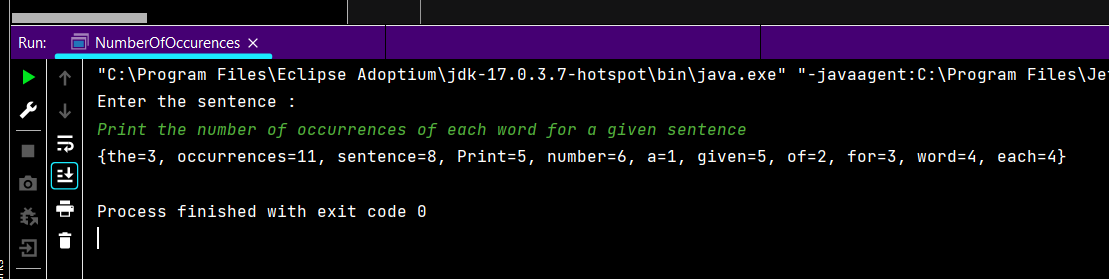 Run: NumberOfOccurences ×
"C:\Program Files\Eclipse Adoptium\jdk-17.0.3.7-hotspot\bin\java.exe" "-javaagent:C:\Program Files\Je
Enter the sentence :
Print the number of occurrences of each word for a given sentence
{the=3, occurrences=11, sentence=8, Print=5, number=6, a=1, given=5, of=2, for=3, word=4, each=4}
Process finished with exit code 0